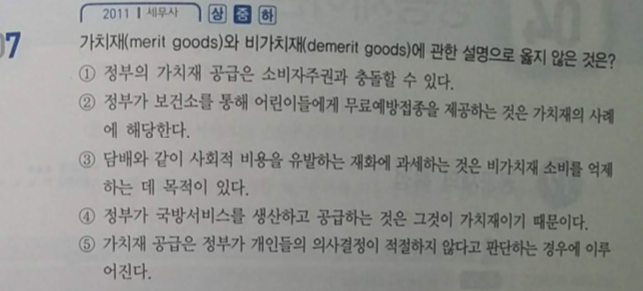 2011 | 세무사 상 중 하
07
가치재(merit goods)와 비가치재(demerit goods)에 관한 설명으로 옳지 않은 것은?
① 정부의 가치재 공급은 소비자주권과 충돌할 수 있다.
② 정부가 보건소를 통해 어린이들에게 무료예방접종을 제공하는 것은 가치재의 사례
에 해당한다.
③ 담배와 같이 사회적 비용을 유발하는 재화에 과세하는 것은 비가치재 소비를 억제
하는 데 목적이 있다.
④ 정부가 국방서비스를 생산하고 공급하는 것은 그것이 가치재이기 때문이다.
⑤ 가치재 공급은 정부가 개인들의 의사결정이 적절하지 않다고 판단하는 경우에 이루
어진다.